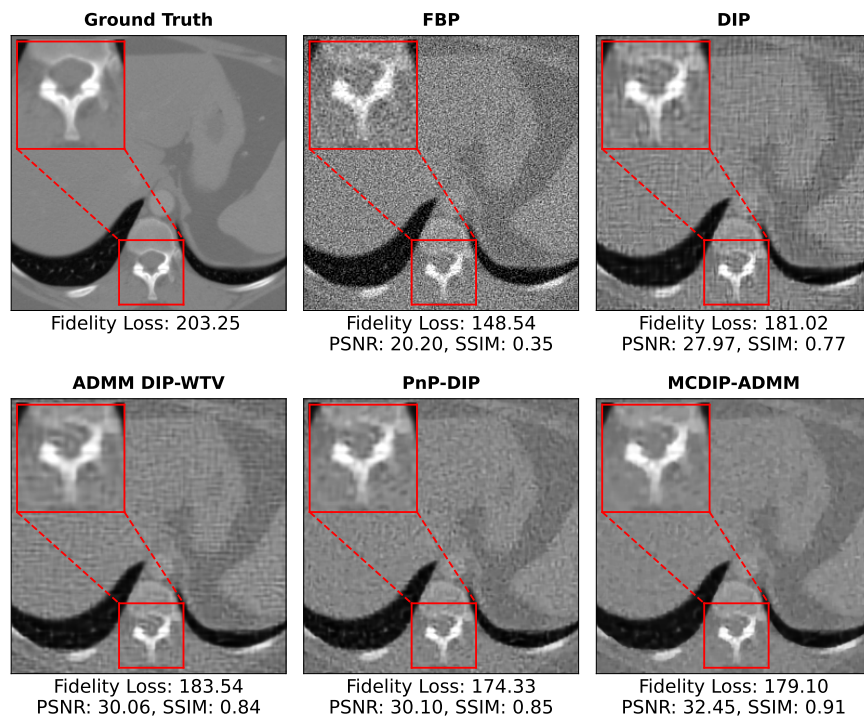 Ground Truth
FBP
DIP
Fidelity Loss: 203.25
Fidelity Loss: 148.54
PSNR: 20.20, SSIM: 0.35
Fidelity Loss: 181.02
PSNR: 27.97, SSIM: 0.77
ADMM DIP-WTV
PnP-DIP
MCDIP-ADMM
Fidelity Loss: 183.54
PSNR: 30.06, SSIM: 0.84
Fidelity Loss: 174.33
PSNR: 30.10, SSIM: 0.85
Fidelity Loss: 179.10
PSNR: 32.45, SSIM: 0.91